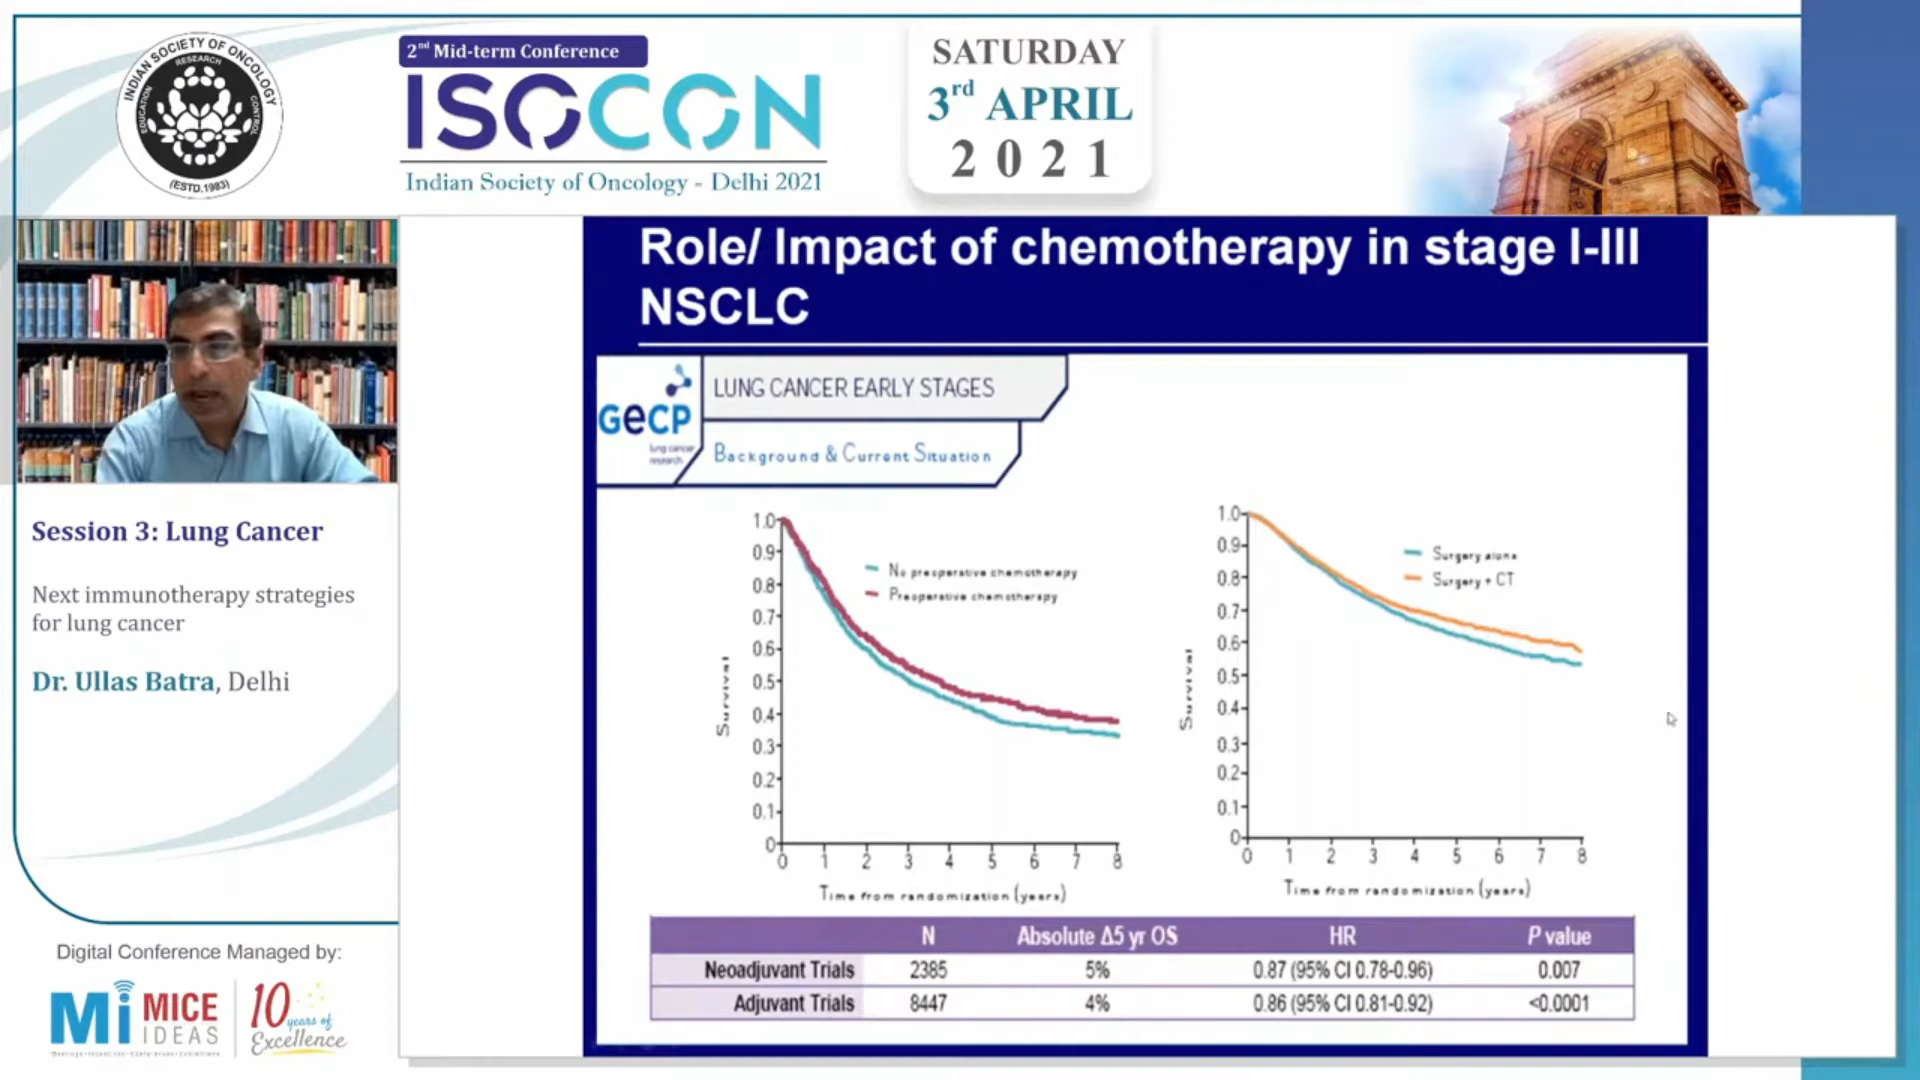 INDIAN SOCIETY OF ONCOLOGY
RESEARCH
EDUCATION
CONTROL
(ESTD.1983)
2nd Mid-term Conference
ISOCON
Indian Society of Oncology - Delhi 2021
SATURDAY
3rd APRIL
2021
Session 3: Lung Cancer
Next immunotherapy strategies
for lung cancer
Dr. Ullas Batra, Delhi
Digital Conference Managed by:
Mi MICE
IDEAS
10
years of
Excellence
Role/ Impact of chemotherapy in stage I-III
NSCLC
GeCP
lung cancer
research
LUNG CANCER EARLY STAGES
Background & Current Situation
1.0
0.9
0.8
0.7
0.6
0.5
0.4
0.3
0.2
0.1
0
Survival
No preoperative chemotherapy
Preoperative chemotherapy
0 1 2 3 4 5 6 7 8
Time from randomization (years)
1.0
0.9
0.8
0.7
0.6
0.5
0.4
0.3
0.2
0.1
0
Survival
Surgery alone
Surgery + CT
0 1 2 3 4 5 6 7 8
Time from randomization (years)
N Absolute Δ5 yr OS HR P value
Neoadjuvant Trials 2385 5% 0.87 (95% CI 0.78-0.96) 0.007
Adjuvant Trials 8447 4% 0.86 (95% CI 0.81-0.92) <0.0001